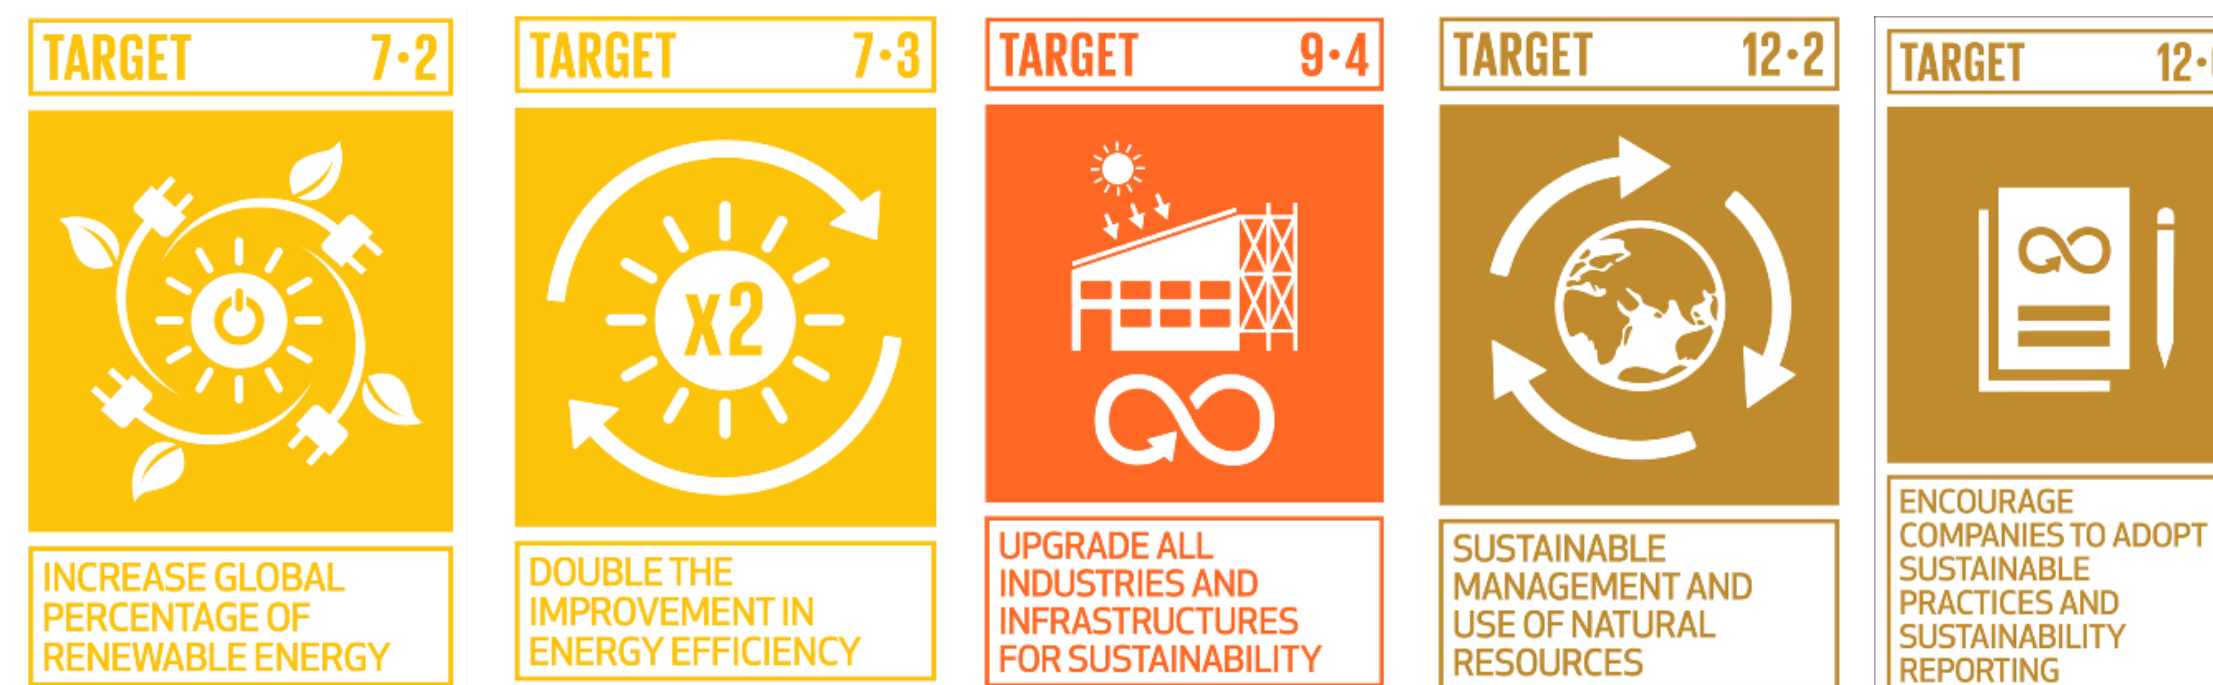 TARGET 7·2
INCREASE GLOBAL
PERCENTAGE OF
RENEWABLE ENERGY
TARGET 7·3
x2
DOUBLE THE
IMPROVEMENT IN
ENERGY EFFICIENCY
TARGET 9·4
UPGRADE ALL
INDUSTRIES AND
INFRASTRUCTURES
FOR SUSTAINABILITY
TARGET 12·2
SUSTAINABLE
MANAGEMENT AND
USE OF NATURAL
RESOURCES
TARGET
ENCOURAGE
COMPANIES TO ADOPT
SUSTAINABLE
PRACTICES AND
SUSTAINABILITY
REPORTING